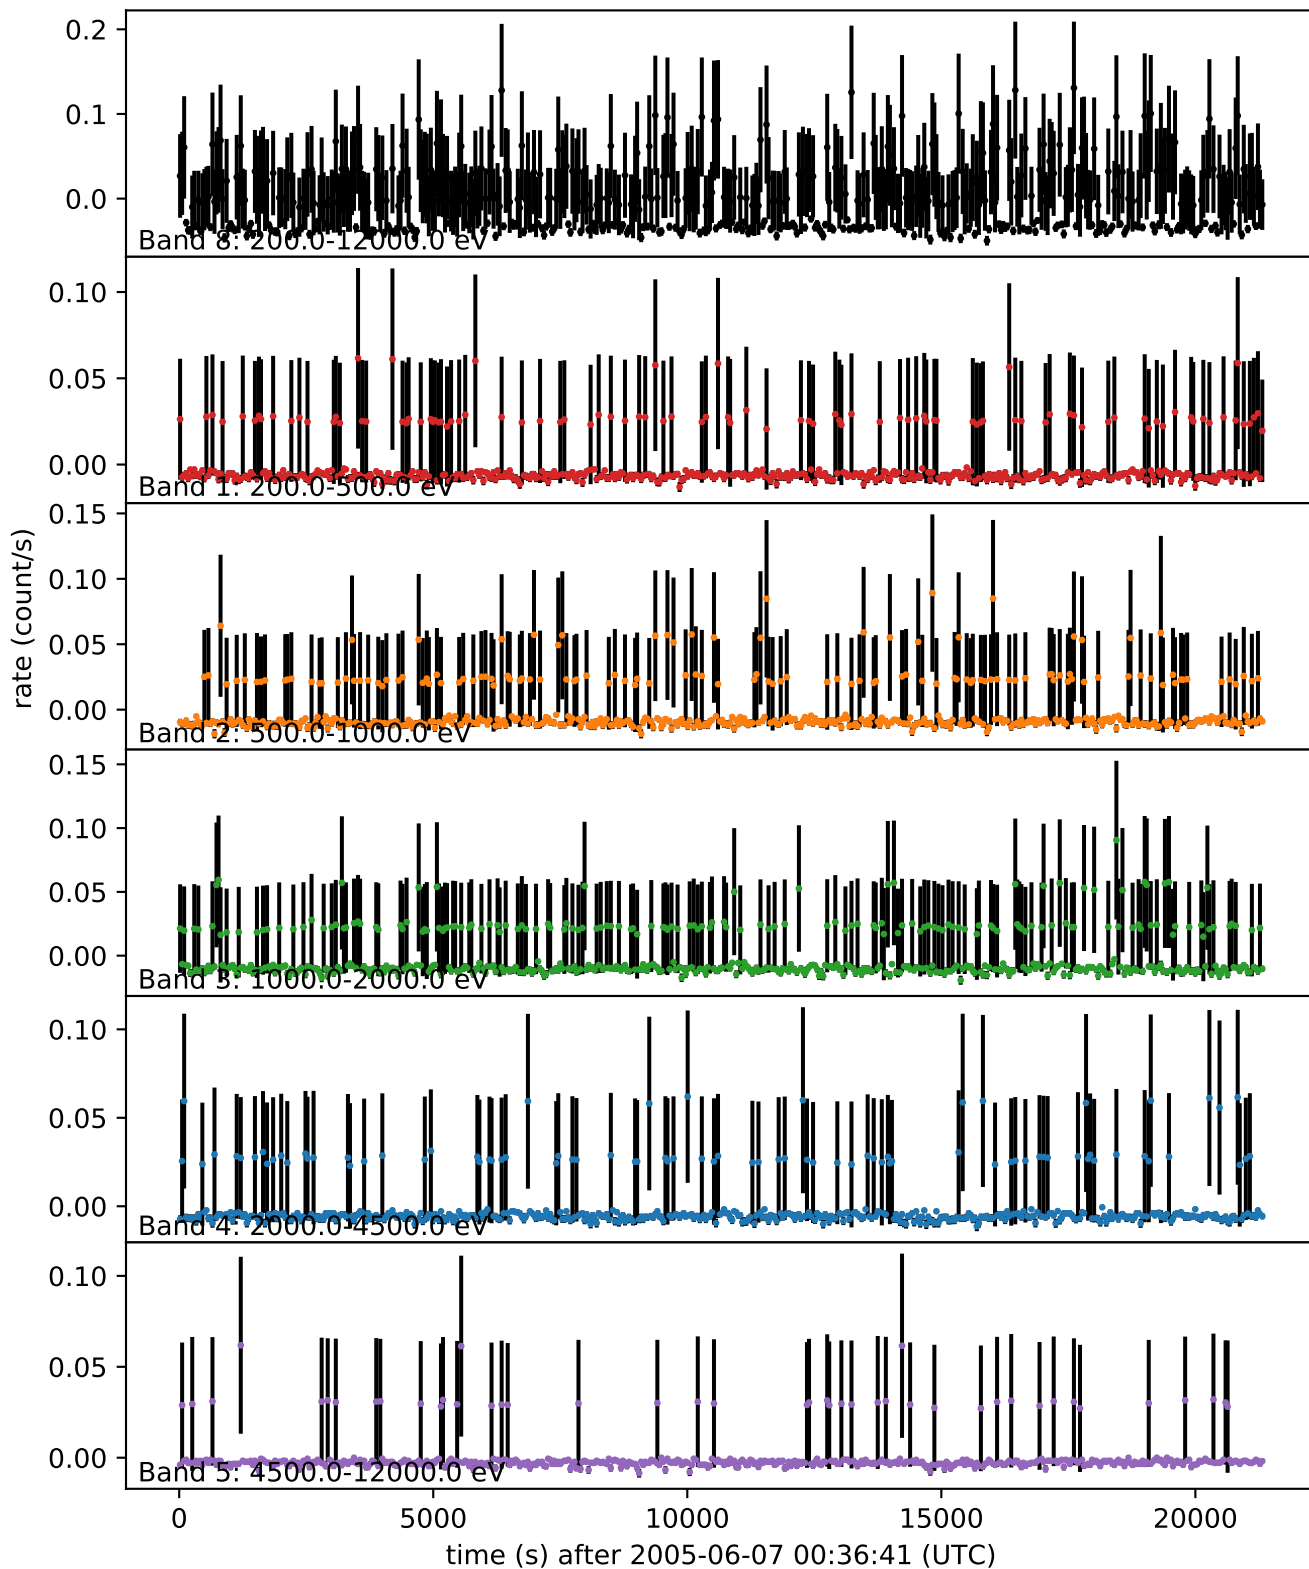 0.2
0.1
0.0
Band 8: 200.0-12000.0 eV
0.10
0.05
0.00
Band 1: 200.0-500.0 eV
0.15
0.10
0.05
0.00
Band 2: 500.0-1000.0 eV
rate (count/s)
0.15
0.10
0.05
0.00
Band 3: 1000.0-2000.0 eV
0.10
0.05
0.00
Band 4: 2000.0-4500.0 eV
0.10
0.05
0.00
Band 5: 4500.0-12000.0 eV
0 5000 10000 15000 20000
time (s) after 2005-06-07 00:36:41 (UTC)